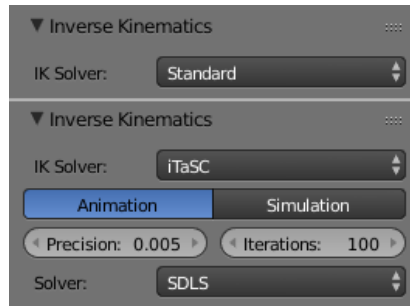 Inverse Kinematics
IK Solver: Standard
Inverse Kinematics
IK Solver: iTaSC
Animation Simulation
Precision: 0.005 Iterations: 100
Solver: SDLS